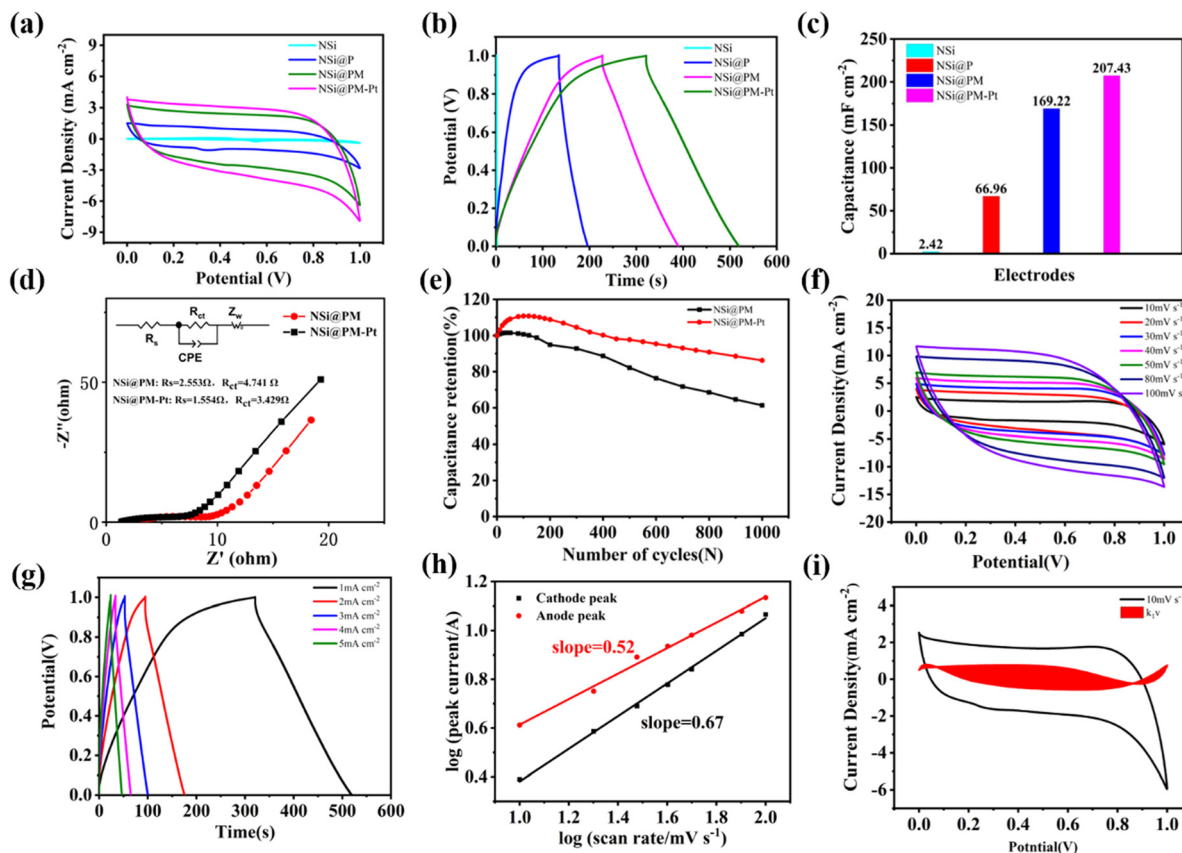 (a)
NSi
NSi@P
NSi@PM
NSi@PM-Pt
Current Density (mA cm⁻²)
9
6
3
0
-3
-6
-9
0.0 0.2 0.4 0.6 0.8 1.0
Potential (V)
(b)
NSi
NSi@P
NSi@PM
NSi@PM-Pt
Potential (V)
1.0
0.8
0.6
0.4
0.2
0.0
0 100 200 300 400 500 600
Time (s)
(c)
NSi
NSi@P
NSi@PM
NSi@PM-Pt
Capacitance (mF cm⁻²)
250
200
150
100
50
0
2.42
66.96
169.22
207.43
Electrodes
(d)
Rs
Rct
Zw
CPE
NSi@PM
NSi@PM-Pt
NSi@PM: Rs=2.553Ω, Rct=4.741 Ω
NSi@PM-Pt: Rs=1.554Ω, Rct=3.429Ω
-Z''(ohm)
50
0
0 10 20
Z' (ohm)
(e)
NSi@PM
NSi@PM-Pt
Capacitance retention(%)
120
100
80
60
40
20
0
0 200 400 600 800 1000
Number of cycles(N)
(f)
10mV s⁻¹
20mV s⁻¹
30mV s⁻¹
40mV s⁻¹
50mV s⁻¹
80mV s⁻¹
100mV s⁻¹
Current Density(mA cm⁻²)
25
20
15
10
5
0
-5
-10
-15
-20
0.0 0.2 0.4 0.6 0.8 1.0
Potential(V)
(g)
1mA cm⁻²
2mA cm⁻²
3mA cm⁻²
4mA cm⁻²
5mA cm⁻²
Potential(V)
1.0
0.8
0.6
0.4
0.2
0.0
0 100 200 300 400 500 600
Time(s)
(h)
Cathode peak
Anode peak
slope=0.52
slope=0.67
log (peak current/A)
1.4
1.2
1.0
0.8
0.6
0.4
1.0 1.2 1.4 1.6 1.8 2.0
log (scan rate/mV s⁻¹)
(i)
10mV s⁻
k₁v
Current Density(mA cm⁻²)
4
2
0
-2
-4
-6
0.0 0.2 0.4 0.6 0.8 1.0
Potntial(V)